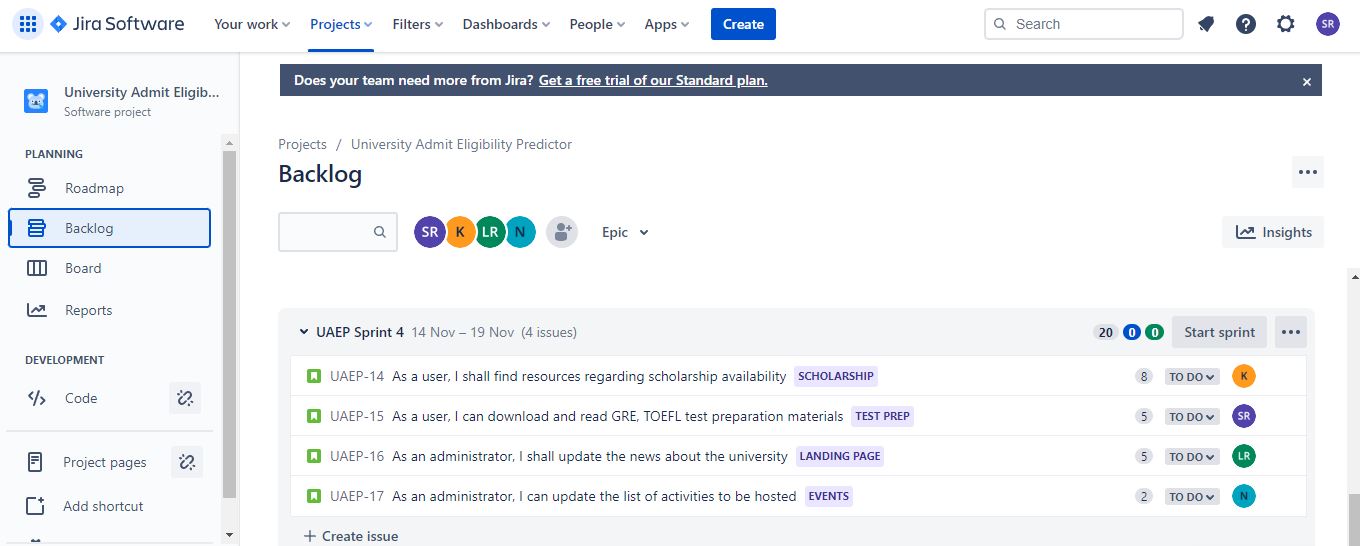 Jira Software Your work Projects Filters Dashboards People Apps Create Search SR
Does your team need more from Jira? Get a free trial of our Standard plan. ×
University Admit Eligib...
Software project
PLANNING
Roadmap
Backlog
Board
Reports
DEVELOPMENT
Code
Project pages
Add shortcut
Projects / University Admit Eligibility Predictor
Backlog
SR K LR N Epic Insights
UAEP Sprint 4 14 Nov – 19 Nov (4 issues) 20 0 0 Start sprint
UAEP-14 As a user, I shall find resources regarding scholarship availability SCHOLARSHIP 8 TO DO K
UAEP-15 As a user, I can download and read GRE, TOEFL test preparation materials TEST PREP 5 TO DO SR
UAEP-16 As an administrator, I shall update the news about the university LANDING PAGE 5 TO DO LR
UAEP-17 As an administrator, I can update the list of activities to be hosted EVENTS 2 TO DO N
+ Create issue